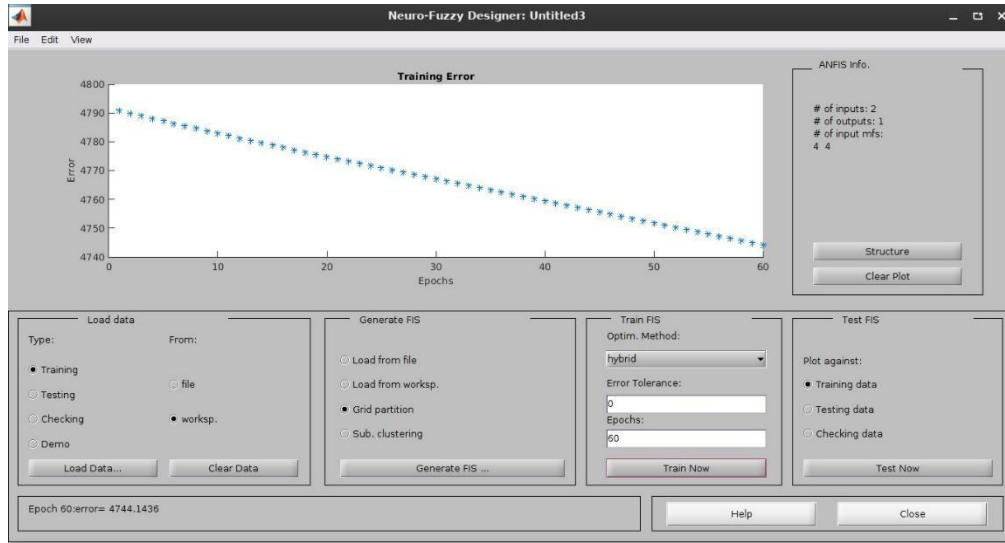 Neuro-Fuzzy Designer: Untitled3
File Edit View
Training Error
4800
4790
4780
4770
4760
4750
4740
Error
0 10 20 30 40 50 60
Epochs
ANFIS Info.
# of inputs: 2
# of outputs: 1
# of input mfs:
4 4
Structure
Clear Plot
Load data
Type: From:
Training
file
Testing
Checking
worksp.
Demo
Load Data...
Clear Data
Generate FIS
Load from file
Load from worksp.
Grid partition
Sub. clustering
Generate FIS ...
Train FIS
Optim. Method:
hybrid
Error Tolerance:
0
Epochs:
60
Train Now
Test FIS
Plot against:
Training data
Testing data
Checking data
Test Now
Epoch 60:error= 4744.1436
Help
Close